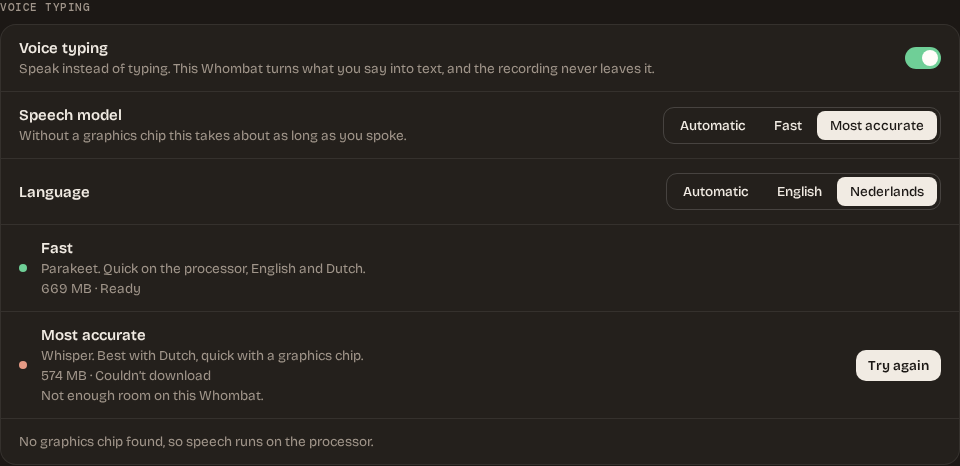 VOICE TYPING
Voice typing
Speak instead of typing. This Whombat turns what you say into text, and the recording never leaves it.
Speech model
Without a graphics chip this takes about as long as you spoke.
Automatic Fast Most accurate
Language
Automatic English Nederlands
Fast
Parakeet. Quick on the processor, English and Dutch.
669 MB · Ready
Most accurate
Whisper. Best with Dutch, quick with a graphics chip.
574 MB · Couldn't download
Not enough room on this Whombat.
Try again
No graphics chip found, so speech runs on the processor.